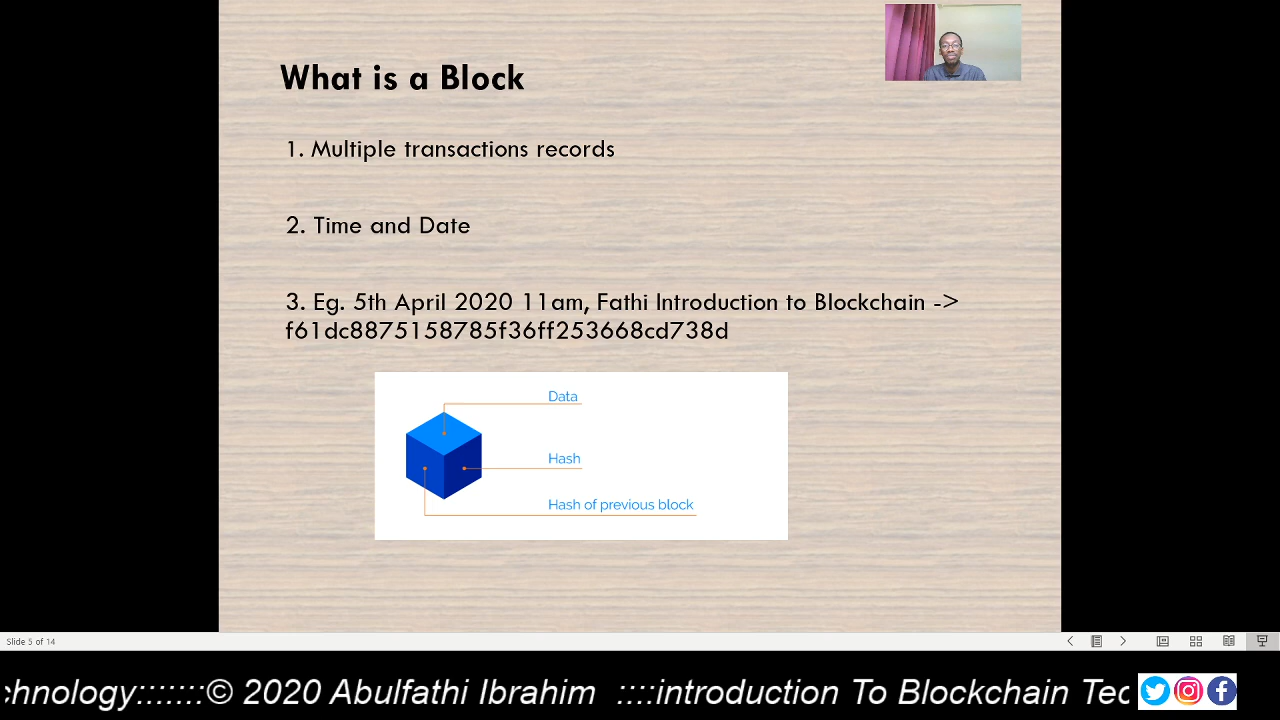 What is a Block
1. Multiple transactions records
2. Time and Date
3. Eg. 5th April 2020 11am, Fathi Introduction to Blockchain ->
f61dc8875158785f36ff253668cd738d
Data
Hash
Hash of previous block
Slide 5 of 14
chnology:::::::© 2020 Abulfathi Ibrahim ::::introduction To Blockchain Tec